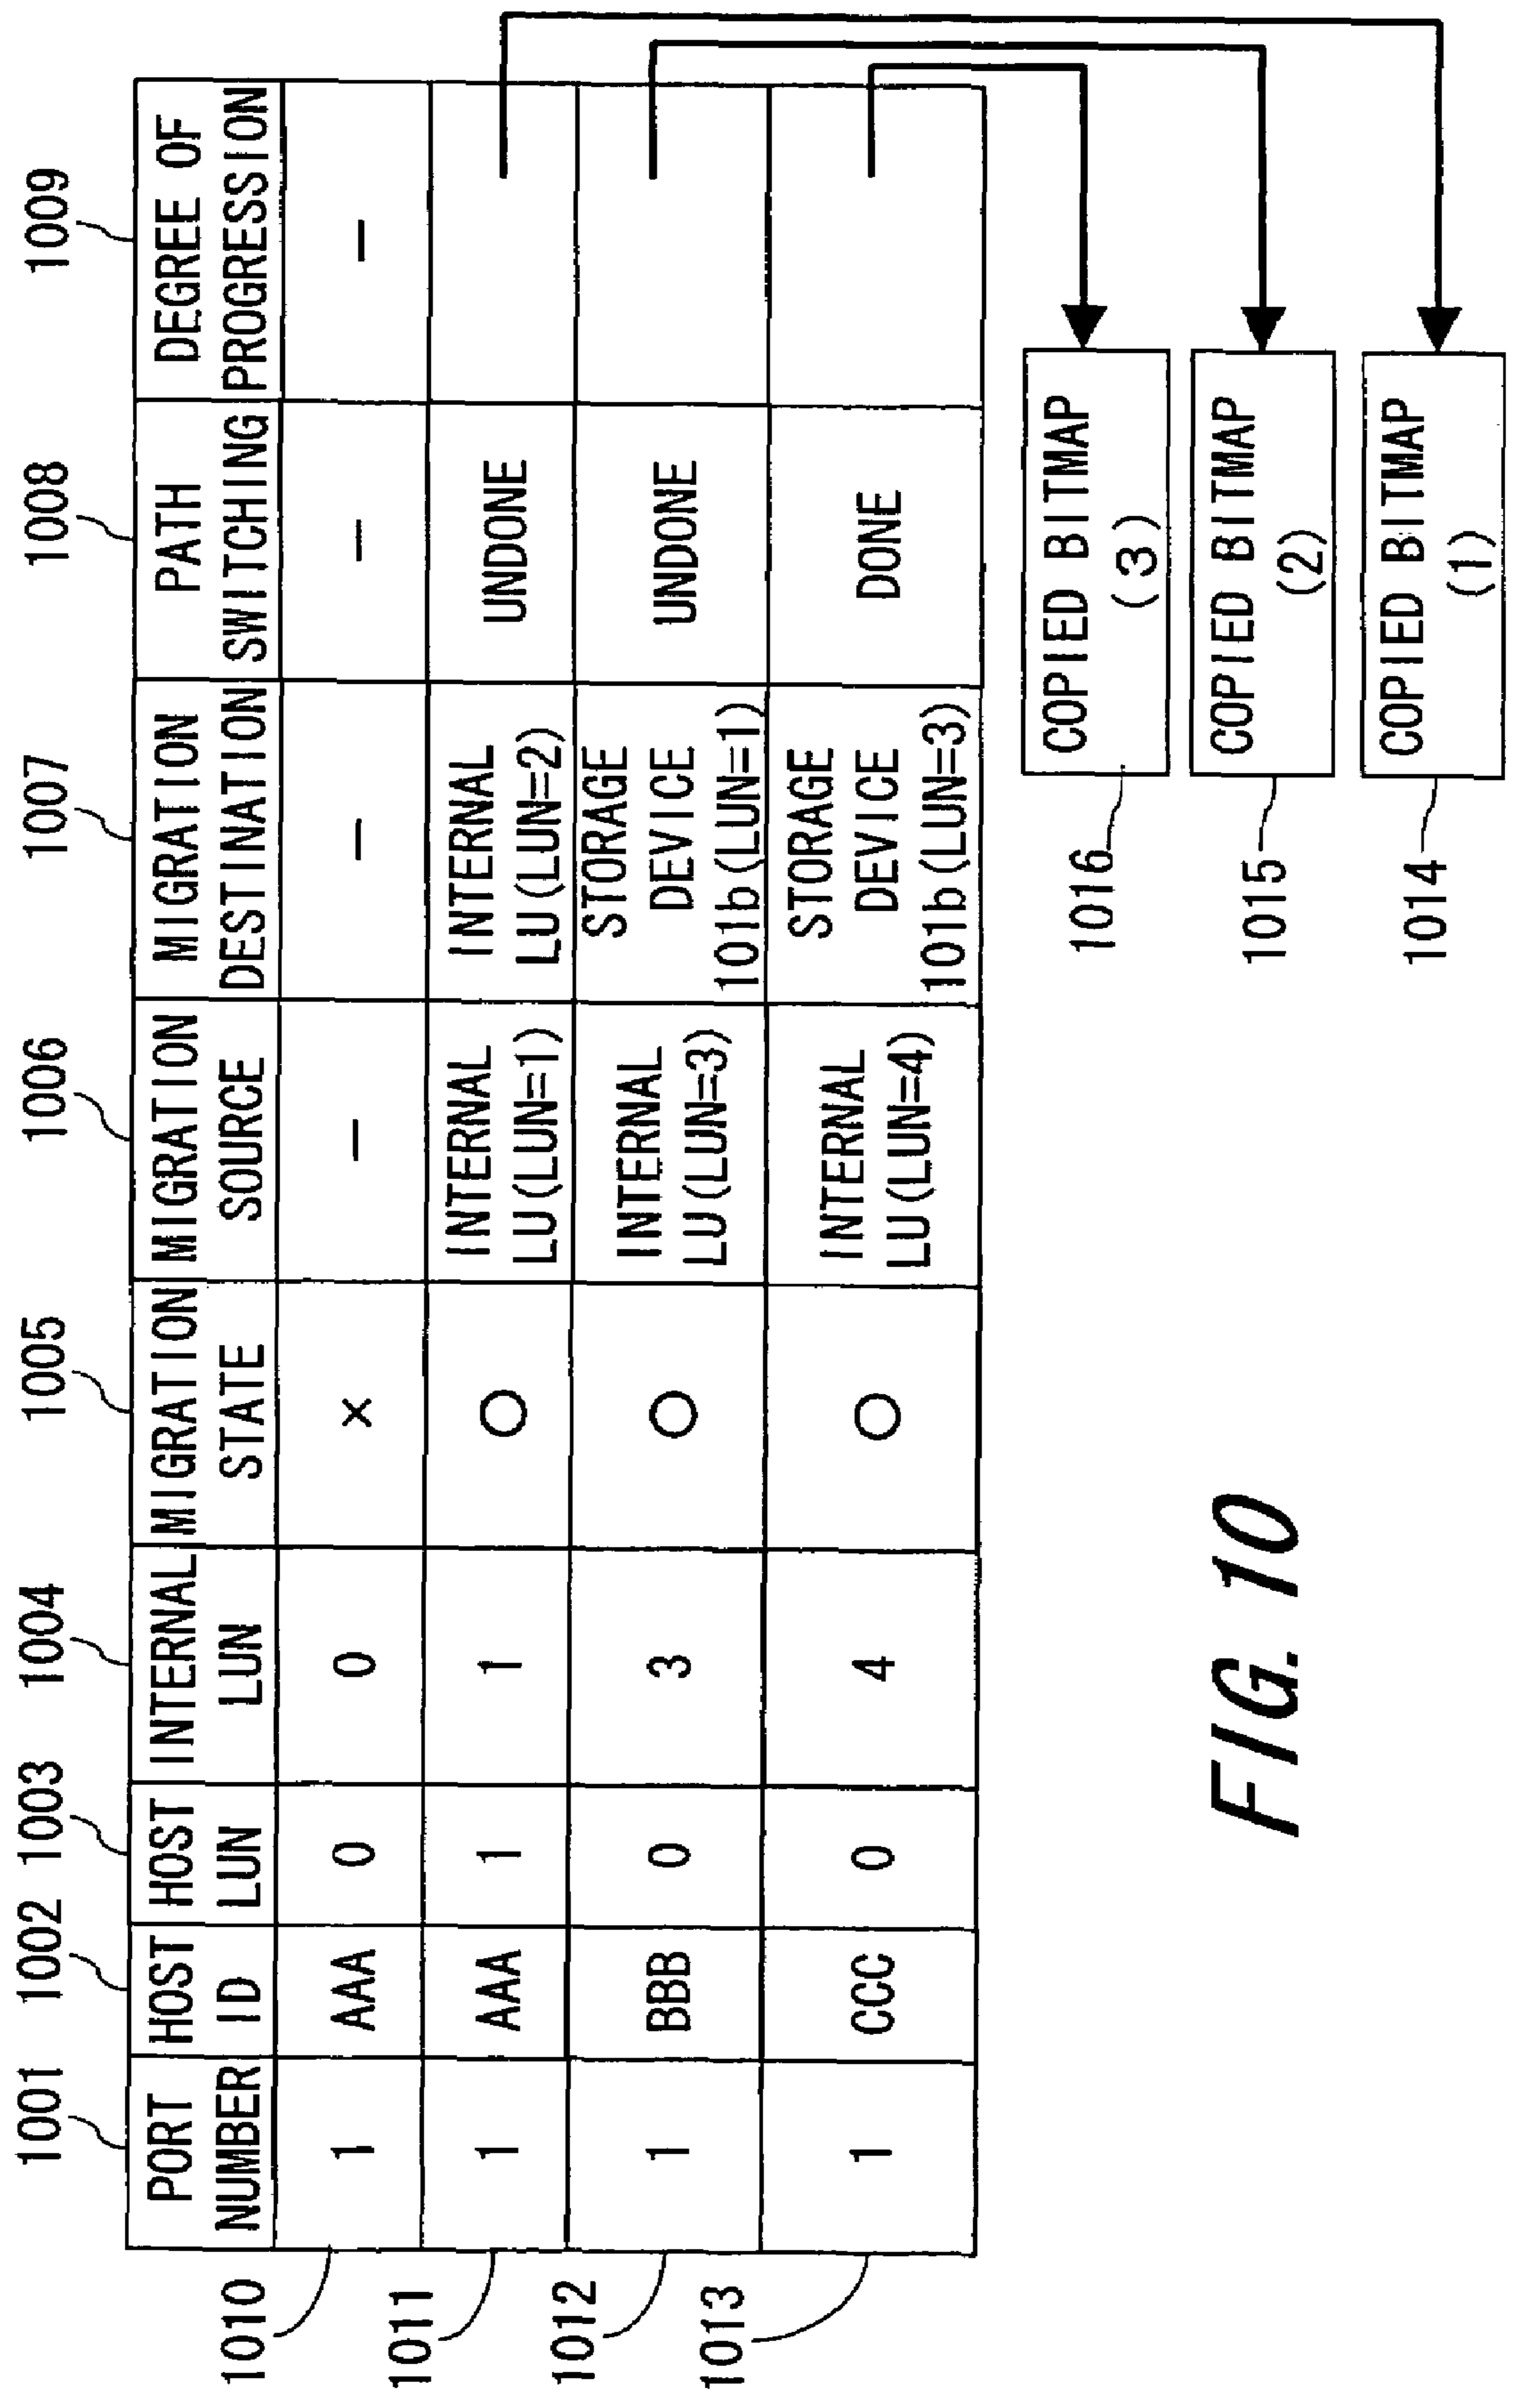 1001
1002
1003
1004
1005
1006
1007
1008
1009
PORT NUMBER
HOST ID
HOST LUN
INTERNAL LUN
MIGRATION STATE
MIGRATION SOURCE
MIGRATION DESTINATION
PATH SWITCHING
DEGREE OF PROGRESSION
1010
1 AAA 0 0 × – – – –
1011
1 AAA 1 1 ○ INTERNAL LU(LUN=1) INTERNAL LU(LUN=2) UNDONE
1012
1 BBB 0 3 ○ INTERNAL LU(LUN=3) STORAGE DEVICE 101b(LUN=1) UNDONE
1013
1 CCC 0 4 ○ INTERNAL LU(LUN=4) STORAGE DEVICE 101b(LUN=3) DONE
1016
COPIED BITMAP
(3)
1015
COPIED BITMAP
(2)
1014
COPIED BITMAP
(1)
FIG. 10